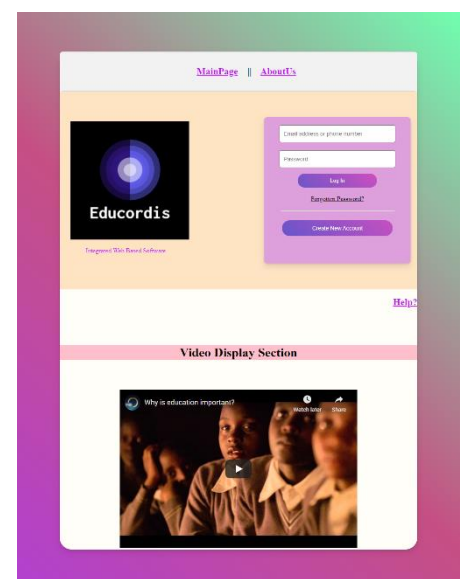 MainPage || AboutUs
Educordis
Integrated Web Based Software
Email address or phone number
Password
Log In
Forgotten Password?
Create New Account
Help?
Video Display Section
Why is education important?
Watch later Share